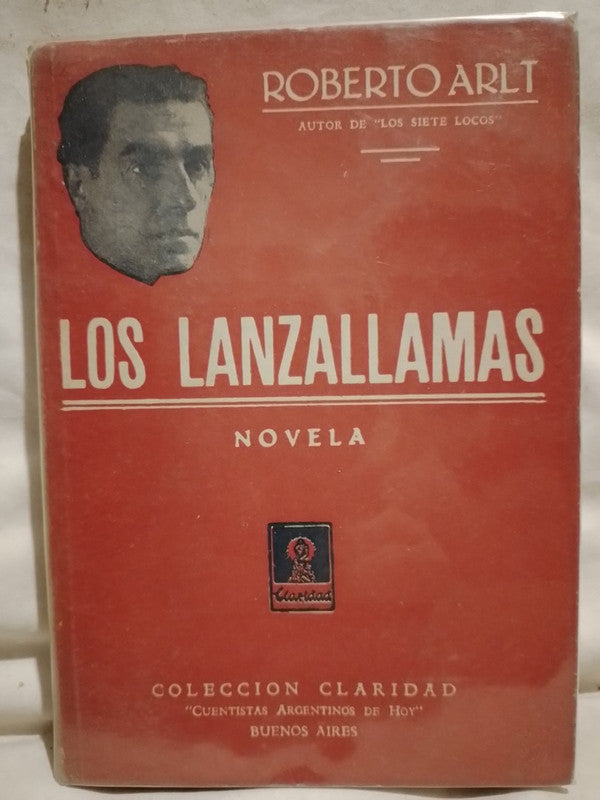 ROBERTO ARLT
AUTOR DE "LOS SIETE LOCOS"
LOS LANZALLAMAS
NOVELA
Claridad
COLECCION CLARIDAD
"CUENTISTAS ARGENTINOS DE HOY"
BUENOS AIRES